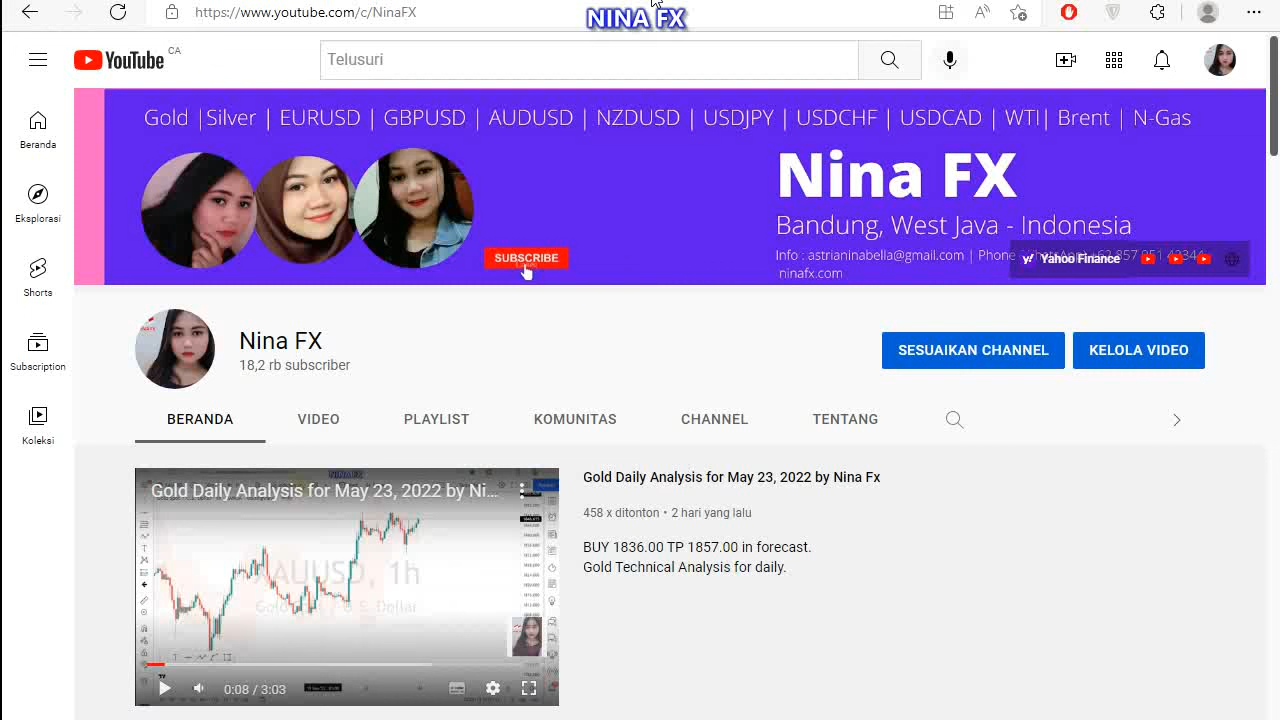 https://www.youtube.com/c/NinaFX
NINA FX
YouTube CA
Telusuri
Beranda
Eksplorasi
Shorts
Subscription
Koleksi
Gold |Silver | EURUSD | GBPUSD | AUDUSD | NZDUSD | USDJPY | USDCHF | USDCAD | WTI| Brent | N-Gas
Nina FX
Bandung, West Java - Indonesia
Info : astrianinabella@gmail.com | Phone
ninafx.com
Yahoo Finance
SUBSCRIBE
Nina FX
18,2 rb subscriber
SESUAIKAN CHANNEL
KELOLA VIDEO
BERANDA
VIDEO
PLAYLIST
KOMUNITAS
CHANNEL
TENTANG
NINA FX
Gold Daily Analysis for May 23, 2022 by Ni...
XAUUSD, 1h
Gold Spot / U.S. Dollar
0:08 / 3:03
Gold Daily Analysis for May 23, 2022 by Nina Fx
458 x ditonton • 2 hari yang lalu
BUY 1836.00 TP 1857.00 in forecast.
Gold Technical Analysis for daily.